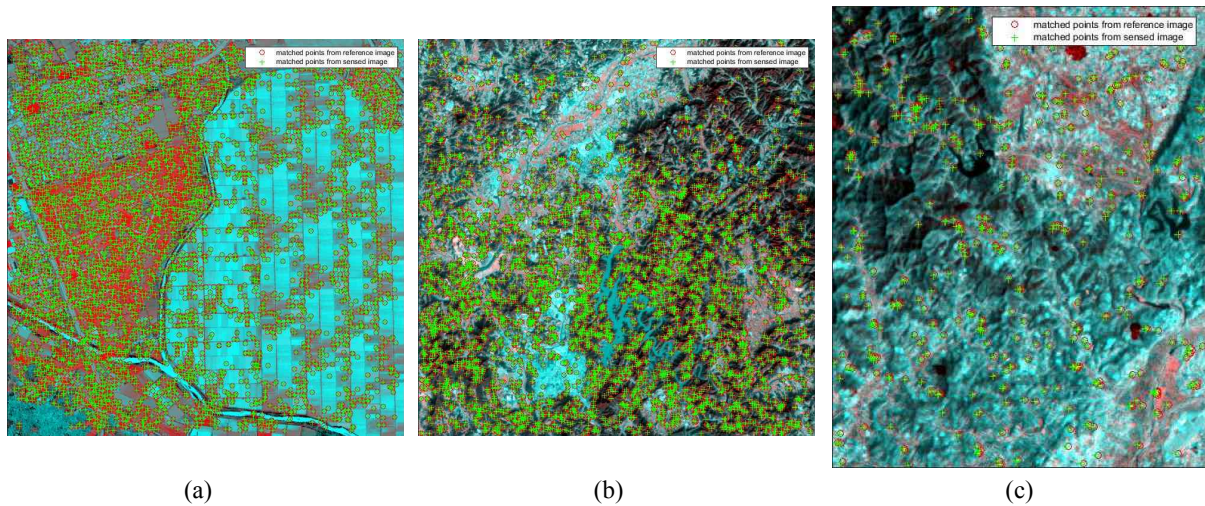 matched points from reference image
matched points from sensed image
matched points from reference image
matched points from sensed image
matched points from reference image
matched points from sensed image
(a)
(b)
(c)